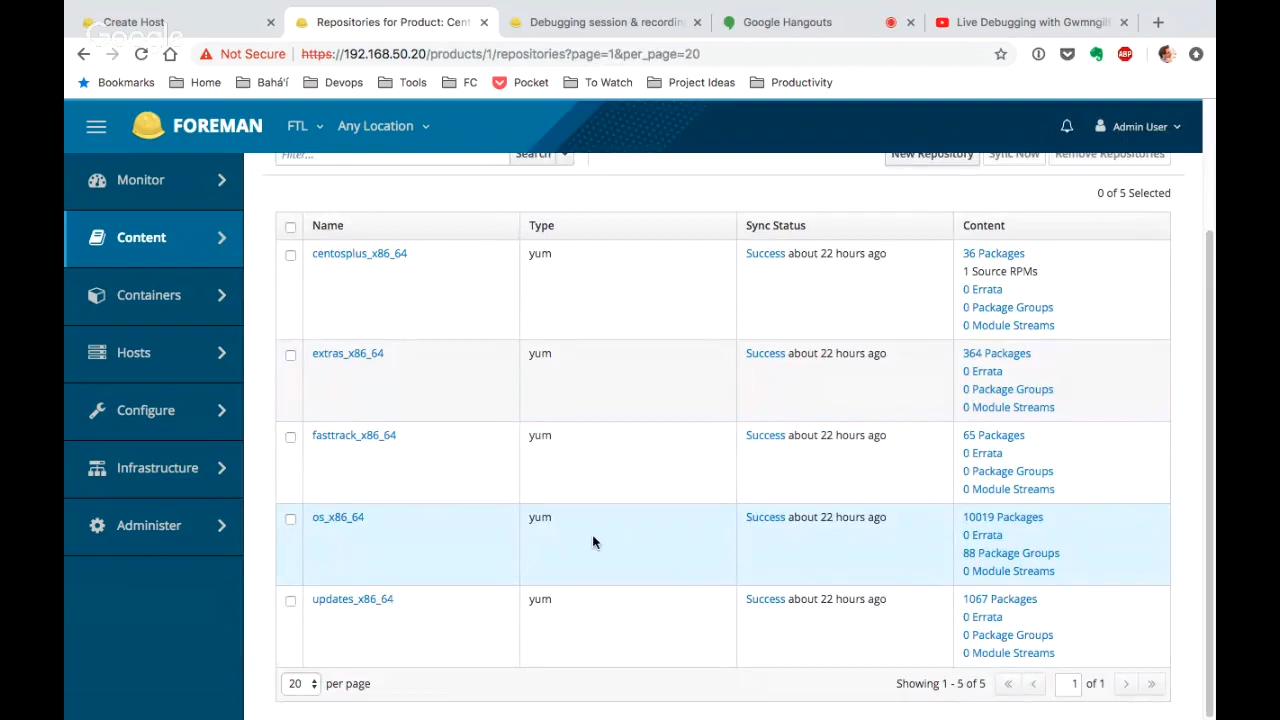 Create Host
Repositories for Product: Cent
Debugging session & recording
Google Hangouts
Live Debugging with Gwmngil
Google
Not Secure https://192.168.50.20/products/1/repositories?page=1&per_page=20
ABP
Bookmarks Home Bahá'í Devops Tools FC Pocket To Watch Project Ideas Productivity
FOREMAN FTL Any Location Admin User
Filter... Search New Repository Sync Now Remove Repositories
Monitor
Content
Containers
Hosts
Configure
Infrastructure
Administer
0 of 5 Selected
Name Type Sync Status Content
centosplus_x86_64 yum Success about 22 hours ago 36 Packages
1 Source RPMs
0 Errata
0 Package Groups
0 Module Streams
extras_x86_64 yum Success about 22 hours ago 364 Packages
0 Errata
0 Package Groups
0 Module Streams
fasttrack_x86_64 yum Success about 22 hours ago 65 Packages
0 Errata
0 Package Groups
0 Module Streams
os_x86_64 yum Success about 22 hours ago 10019 Packages
0 Errata
88 Package Groups
0 Module Streams
updates_x86_64 yum Success about 22 hours ago 1067 Packages
0 Errata
0 Package Groups
0 Module Streams
20 per page Showing 1 - 5 of 5 « ‹ 1 of 1 › »